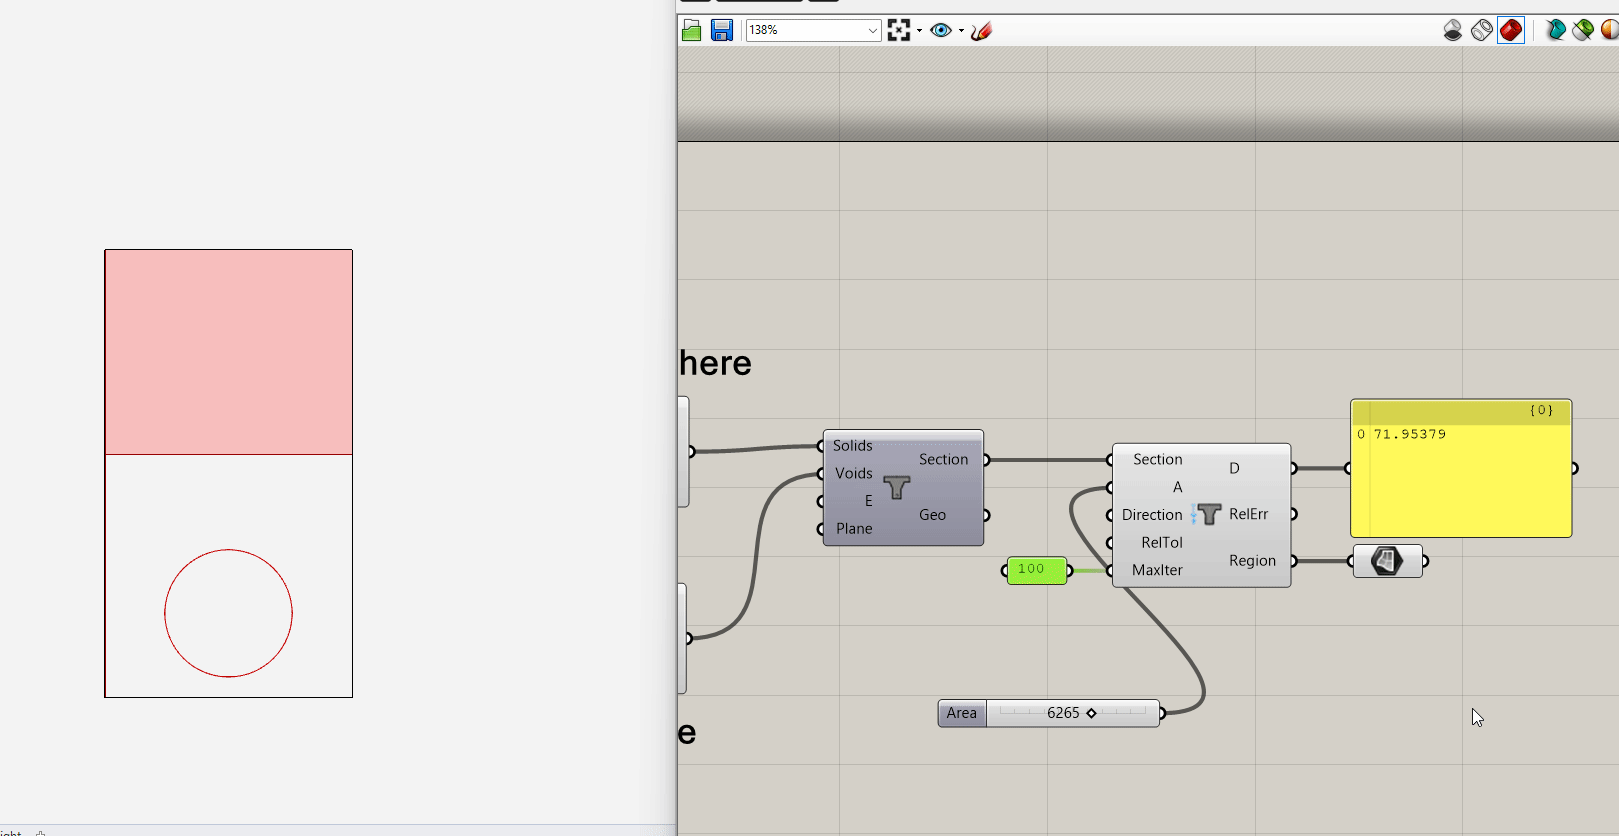 138%
here
Solids
Voids
E
Plane
Section
Geo
Section
A
Direction
RelTol
MaxIter
D
RelErr
Region
{0}
0 71.95379
100
Area
6265
e
ight